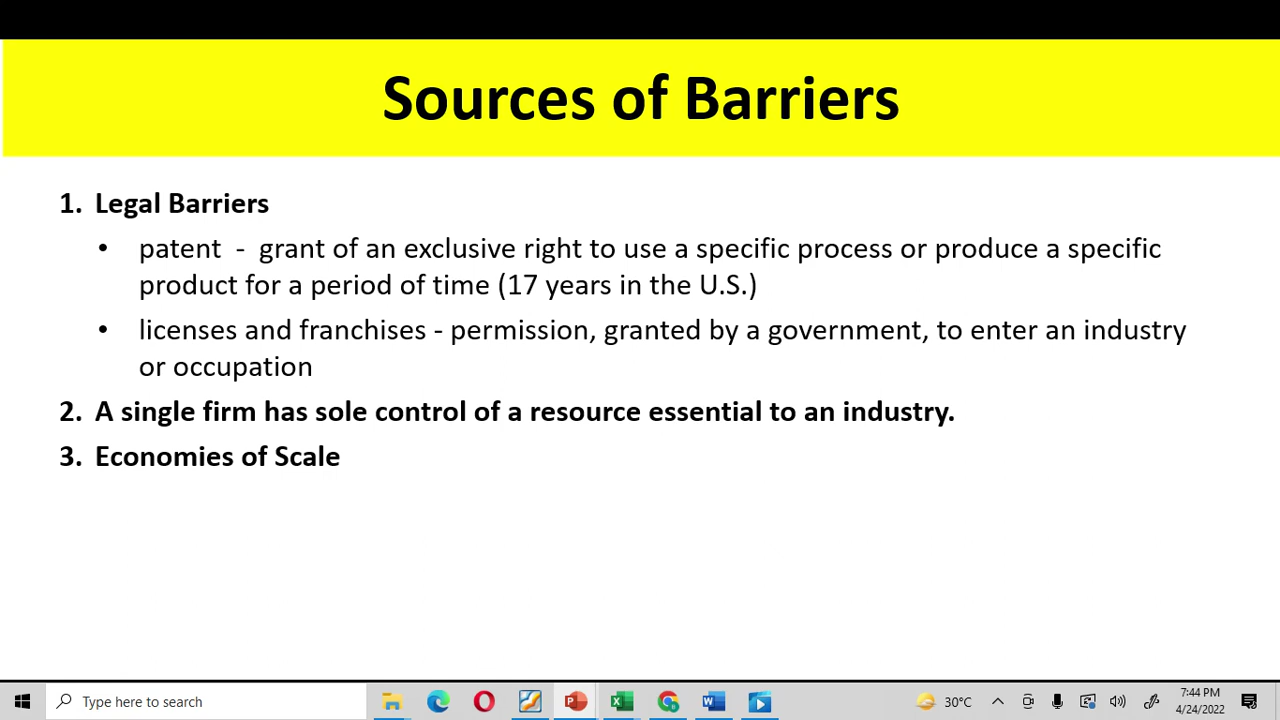 Sources of Barriers
1. Legal Barriers
• patent - grant of an exclusive right to use a specific process or produce a specific
product for a period of time (17 years in the U.S.)
• licenses and franchises - permission, granted by a government, to enter an industry
or occupation
2. A single firm has sole control of a resource essential to an industry.
3. Economies of Scale
Type here to search
30°C
7:44 PM
4/24/2022